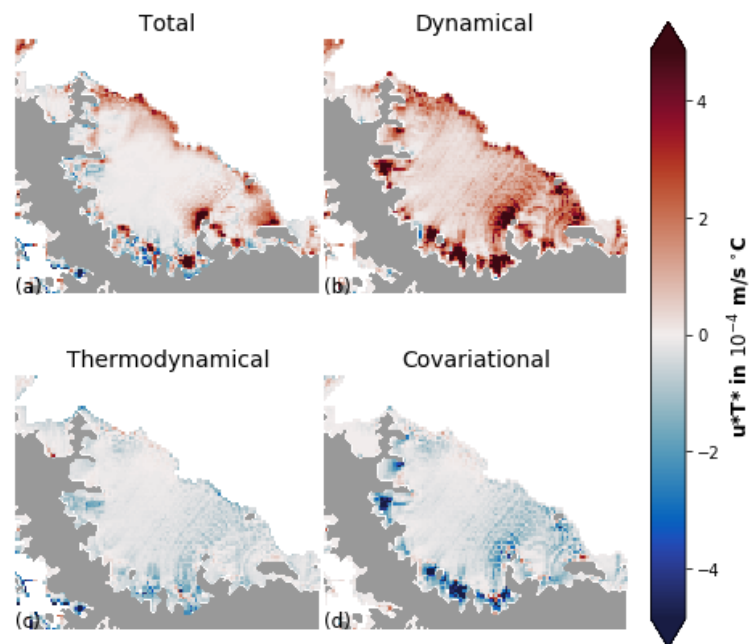 Total
Dynamical
(a)
(b)
Thermodynamical
Covariational
(c)
(d)
4
2
0
−2
−4
u*T* in 10⁻⁴ m/s °C